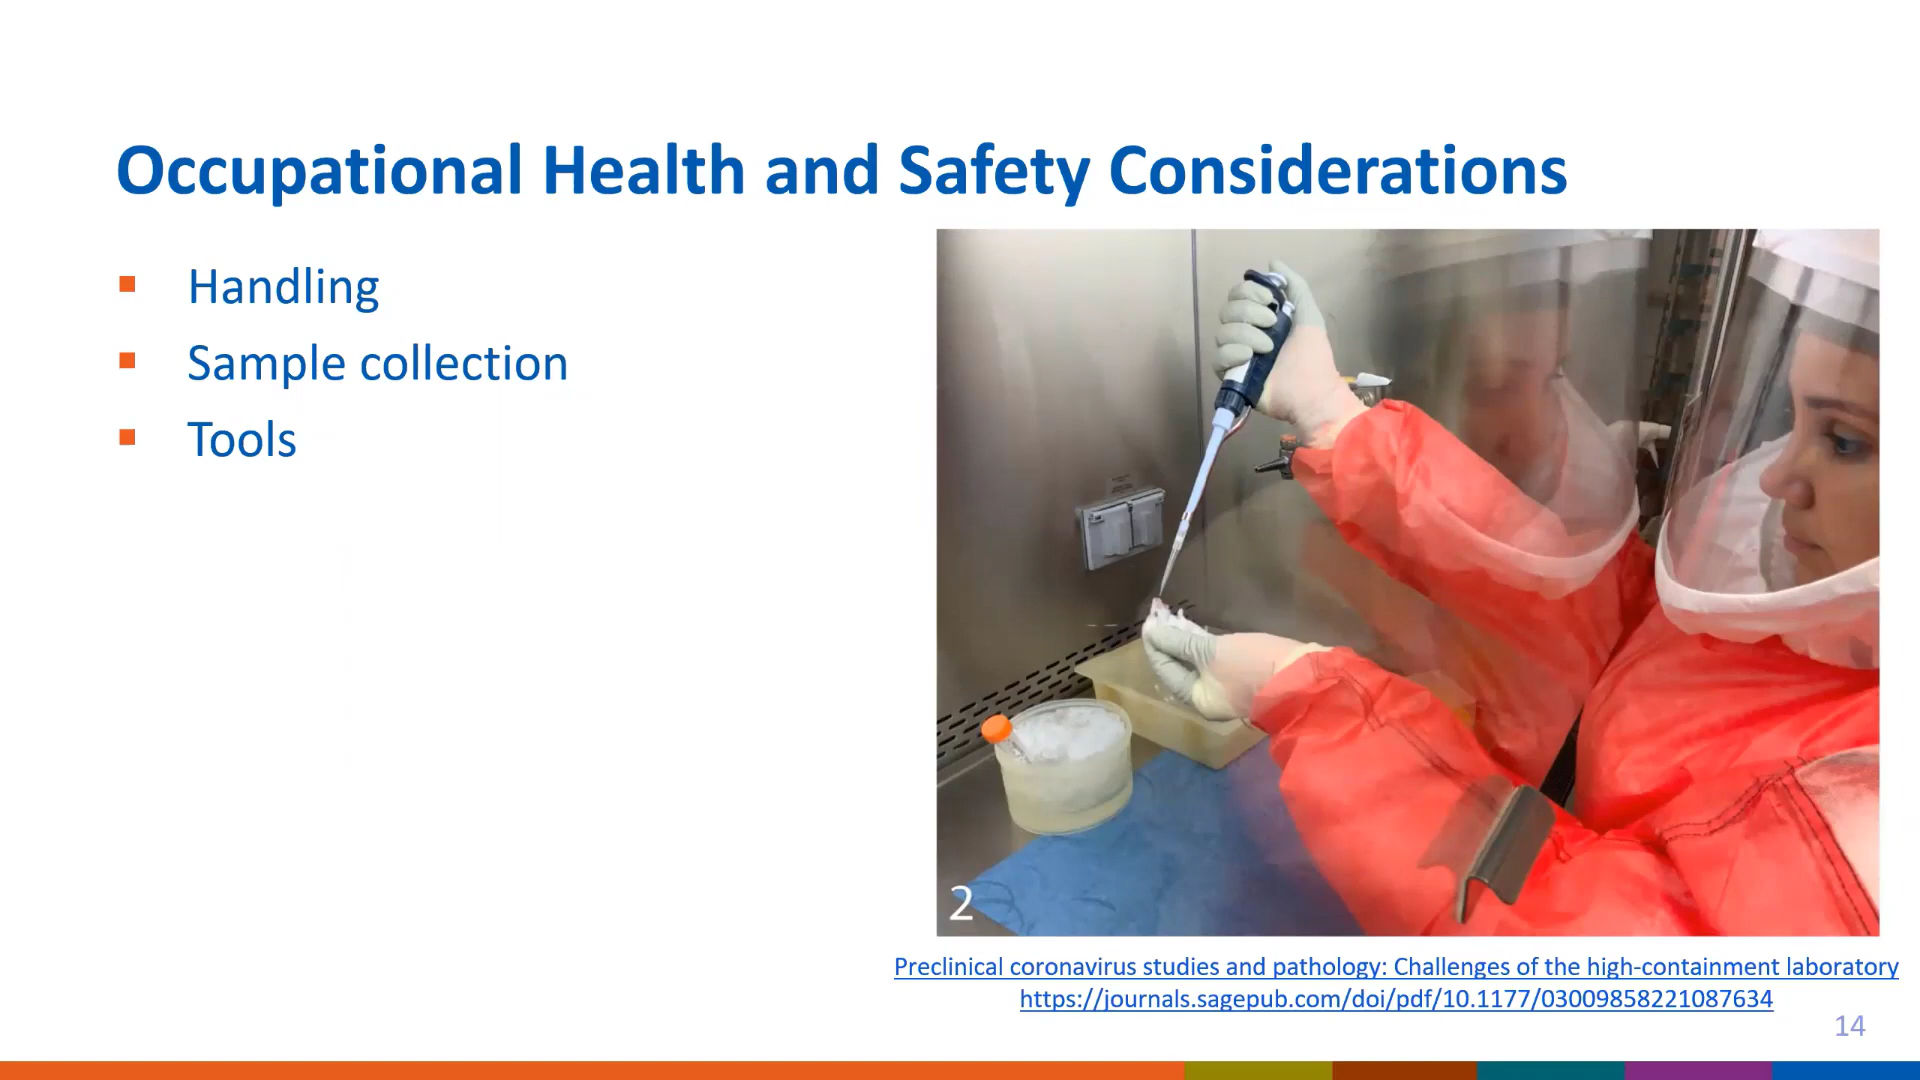 Occupational Health and Safety Considerations
Handling
Sample collection
Tools
2
Preclinical coronavirus studies and pathology: Challenges of the high-containment laboratory
https://journals.sagepub.com/doi/pdf/10.1177/03009858221087634
14